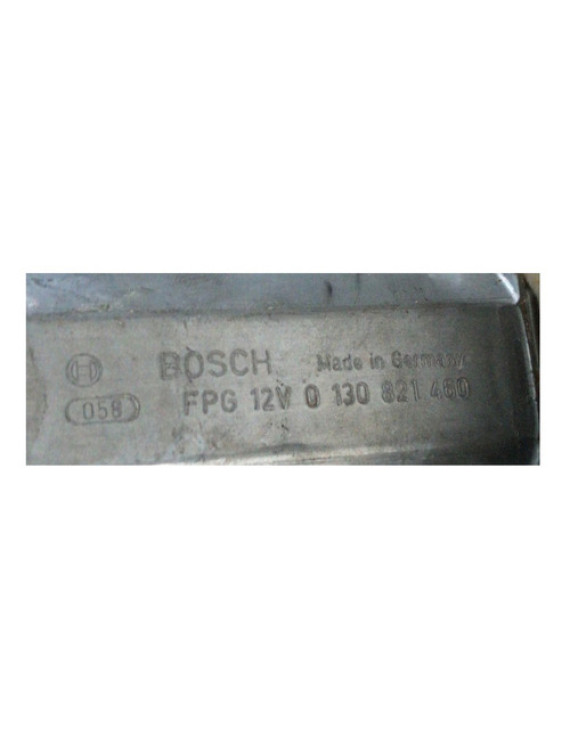 BOSCH Made in Germany
058 FPG 12V 0 130 821 460